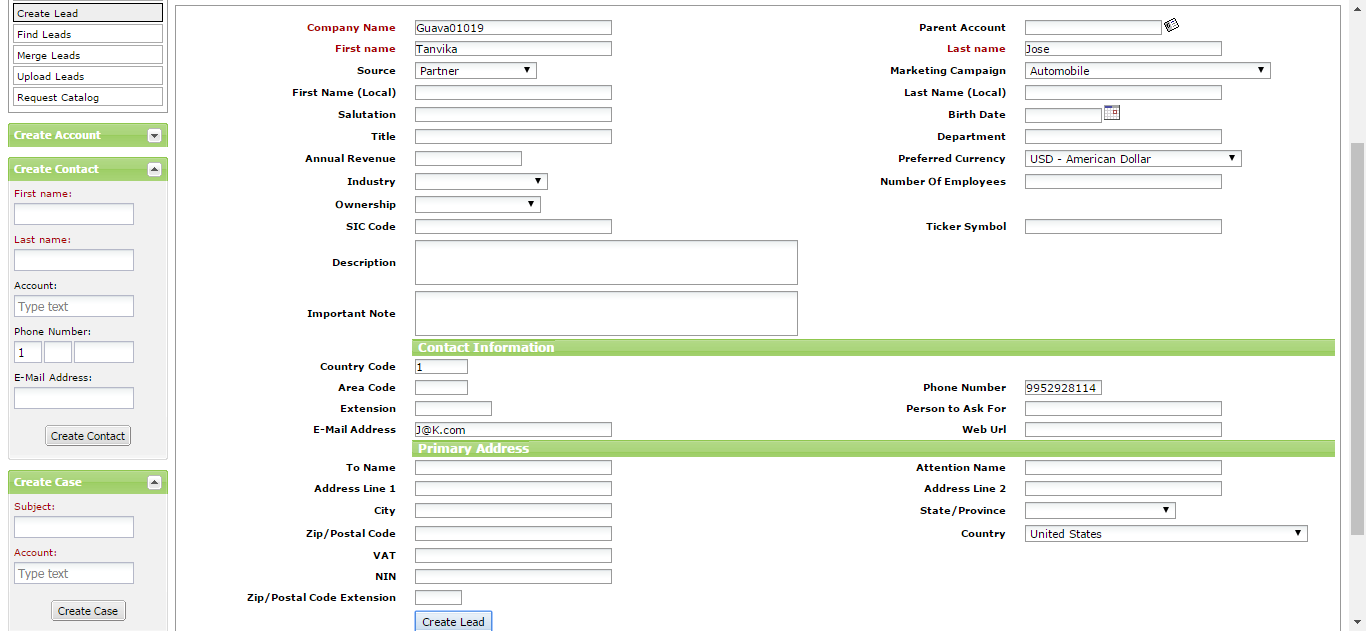 Create Lead
Find Leads
Merge Leads
Upload Leads
Request Catalog
Create Account
Create Contact
First name:
Last name:
Account:
Type text
Phone Number:
1
E-Mail Address:
Create Contact
Create Case
Subject:
Account:
Type text
Create Case
Company Name Guava01019 Parent Account
First name Tanvika Last name Jose
Source Partner Marketing Campaign Automobile
First Name (Local) Last Name (Local)
Salutation Birth Date
Title Department
Annual Revenue Preferred Currency USD - American Dollar
Industry Number Of Employees
Ownership
SIC Code Ticker Symbol
Description
Important Note
Contact Information
Country Code 1
Area Code Phone Number 9952928114
Extension Person to Ask For
E-Mail Address J@K.com Web Url
Primary Address
To Name Attention Name
Address Line 1 Address Line 2
City State/Province
Zip/Postal Code Country United States
VAT
NIN
Zip/Postal Code Extension
Create Lead